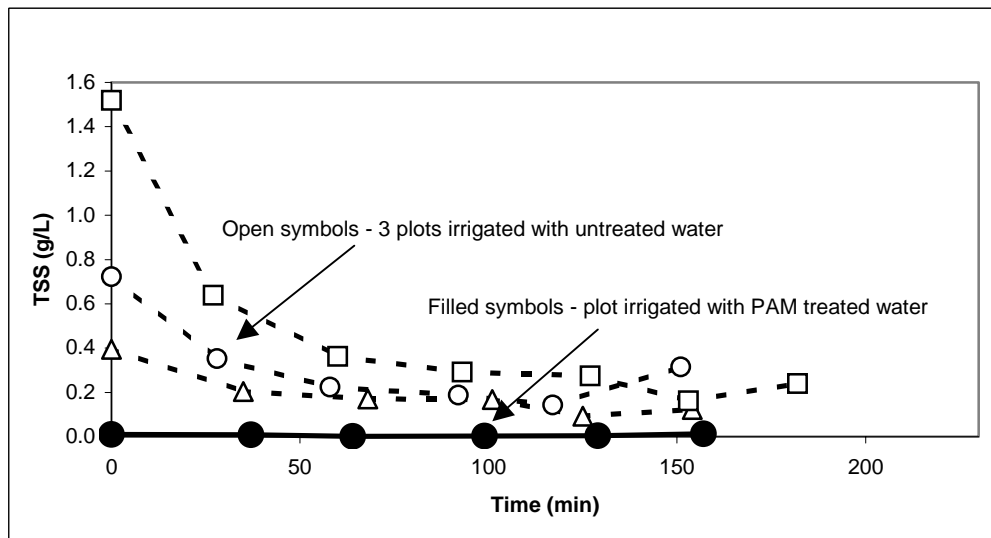 1.6
1.4
1.2
1.0
0.8
0.6
0.4
0.2
0.0
TSS (g/L)
Open symbols - 3 plots irrigated with untreated water
Filled symbols - plot irrigated with PAM treated water
0 50 100 150 200
Time (min)